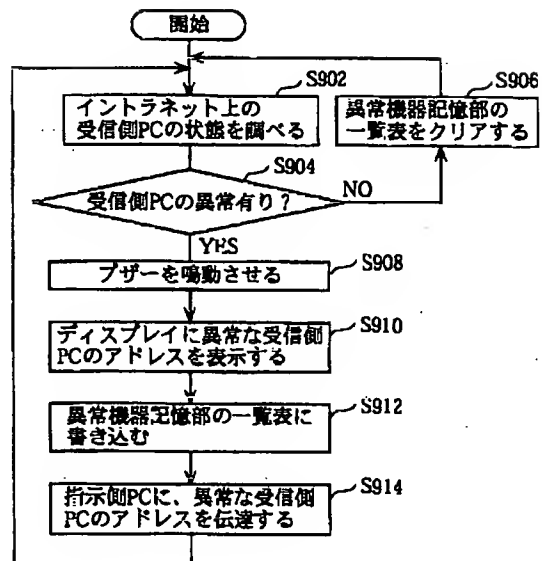 開始
S902
イントラネット上の
受信側PCの状態を調べる
S906
異常機器記憶部の
一覧表をクリアする
S904
受信側PCの異常有り?
NO
YES
S908
ブザーを鳴動させる
S910
ディスプレイに異常な受信側
PCのアドレスを表示する
S912
異常機器記憶部の一覧表に
書き込む
S914
指示側PCに、異常な受信側
PCのアドレスを伝達する